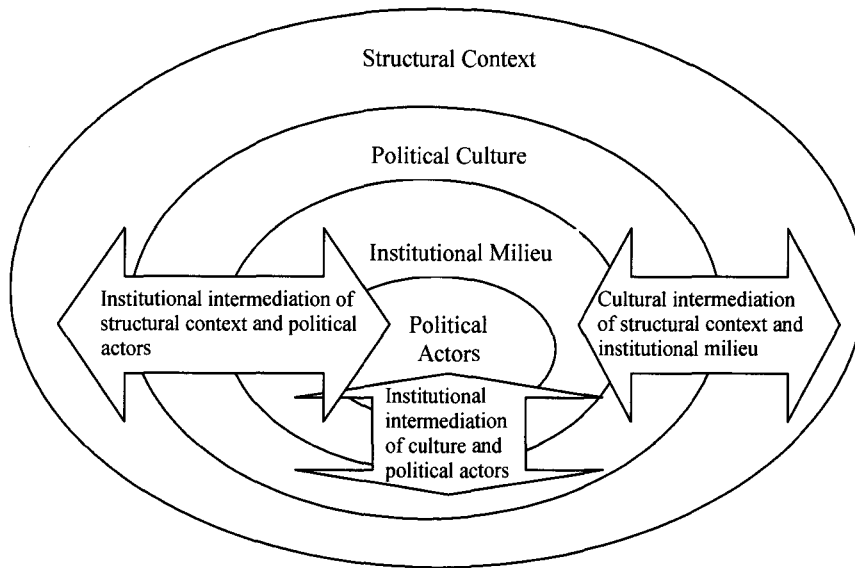 Structural Context
Political Culture
Institutional Milieu
Institutional intermediation of
structural context and political
actors
Cultural intermediation
of structural context and
institutional milieu
Political
Actors
Institutional
intermediation
of culture and
political actors